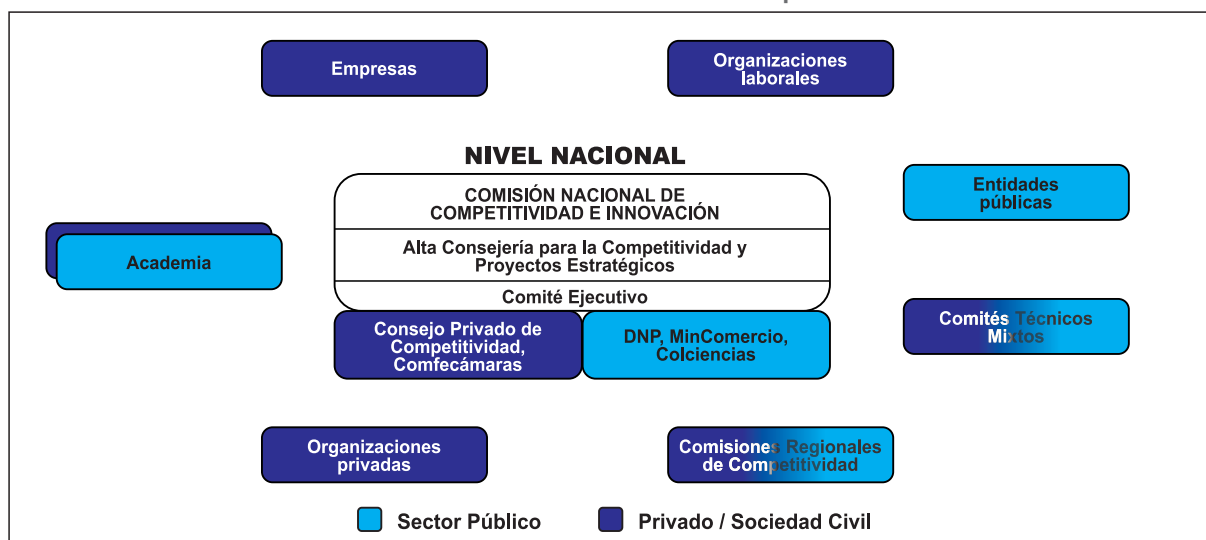 Empresas
Organizaciones
laborales
NIVEL NACIONAL
COMISIÓN NACIONAL DE
COMPETITIVIDAD E INNOVACIÓN
Alta Consejería para la Competitividad y
Proyectos Estratégicos
Comité Ejecutivo
Consejo Privado de
Competitividad,
Comfecámaras
DNP, MinComercio,
Colciencias
Academia
Entidades
públicas
Comités Técnicos
Mixtos
Organizaciones
privadas
Comisiones Regionales
de Competitividad
Sector Público
Privado / Sociedad Civil